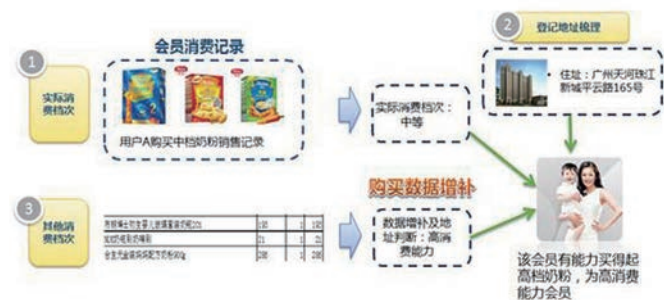 会员消费记录
1
实际消
费档次
用户A购买中档奶粉销售记录
实际消费档次：
中等
2
登记地址梳理
住址：广州天河珠江
新城平云路165号
3
其他消
费档次
购买数据增补
数据增补及地
址判断：高消
费能力
该会员有能力买得起
高档奶粉，为高消费
能力会员